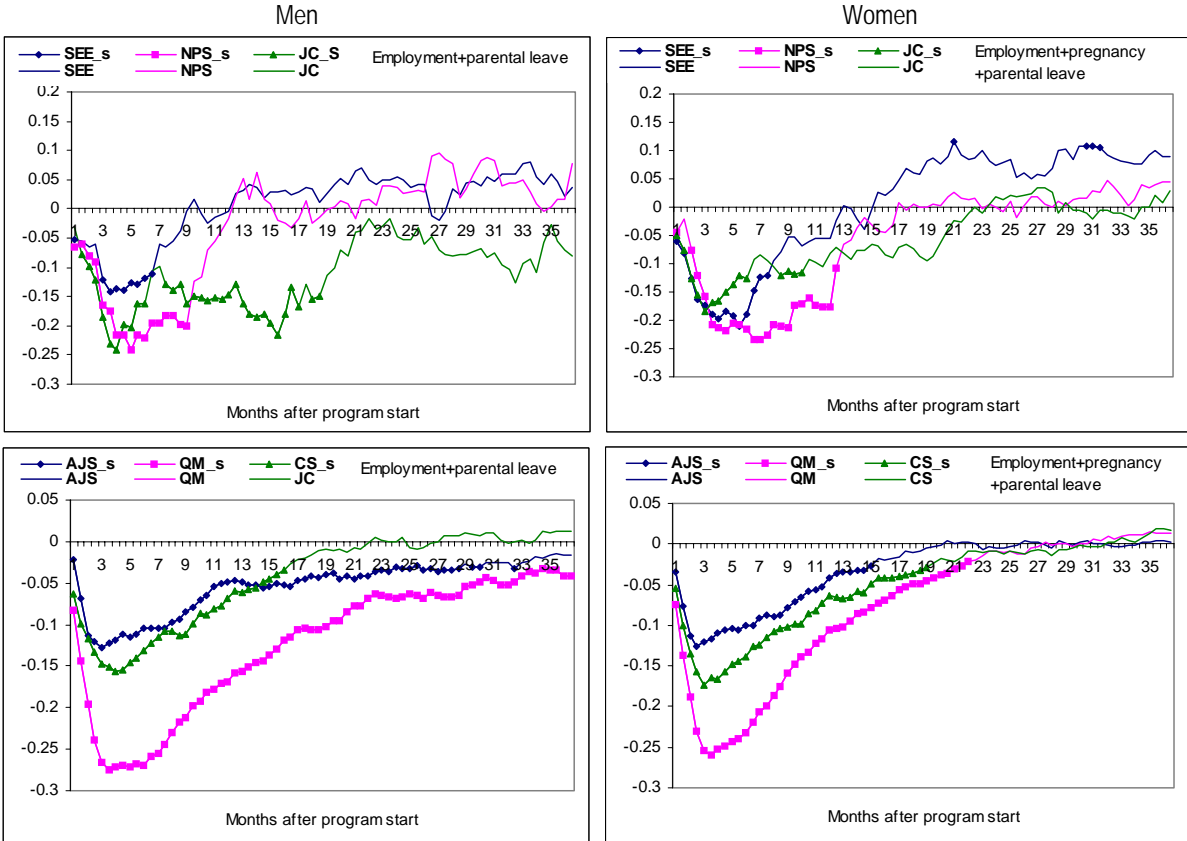 Men
Women
SEE_s NPS_s JC_S Employment+parental leave
SEE NPS JC
0.2
0.15
0.1
0.05
0
-0.05
-0.1
-0.15
-0.2
-0.25
-0.3
1 3 5 7 9 11 13 15 17 19 21 23 25 27 29 31 33 35
Months after program start
SEE_s NPS_s JC_s Employment+pregnancy
SEE NPS JC +parental leave
0.2
0.15
0.1
0.05
0
-0.05
-0.1
-0.15
-0.2
-0.25
-0.3
1 3 5 7 9 11 13 15 17 19 21 23 25 27 29 31 33 35
Months after program start
AJS_s QM_s CS_s Employment+parental leave
AJS QM JC
0.05
0
-0.05
-0.1
-0.15
-0.2
-0.25
-0.3
3 5 7 9 11 13 15 17 19 21 23 25 27 29 31 33 35
Months after program start
AJS_s QM_s CS_s Employment+pregnancy
AJS QM CS +parental leave
0.05
0
-0.05
-0.1
-0.15
-0.2
-0.25
-0.3
1 3 5 7 9 11 13 15 17 19 21 23 25 27 29 31 33 35
Months after program start